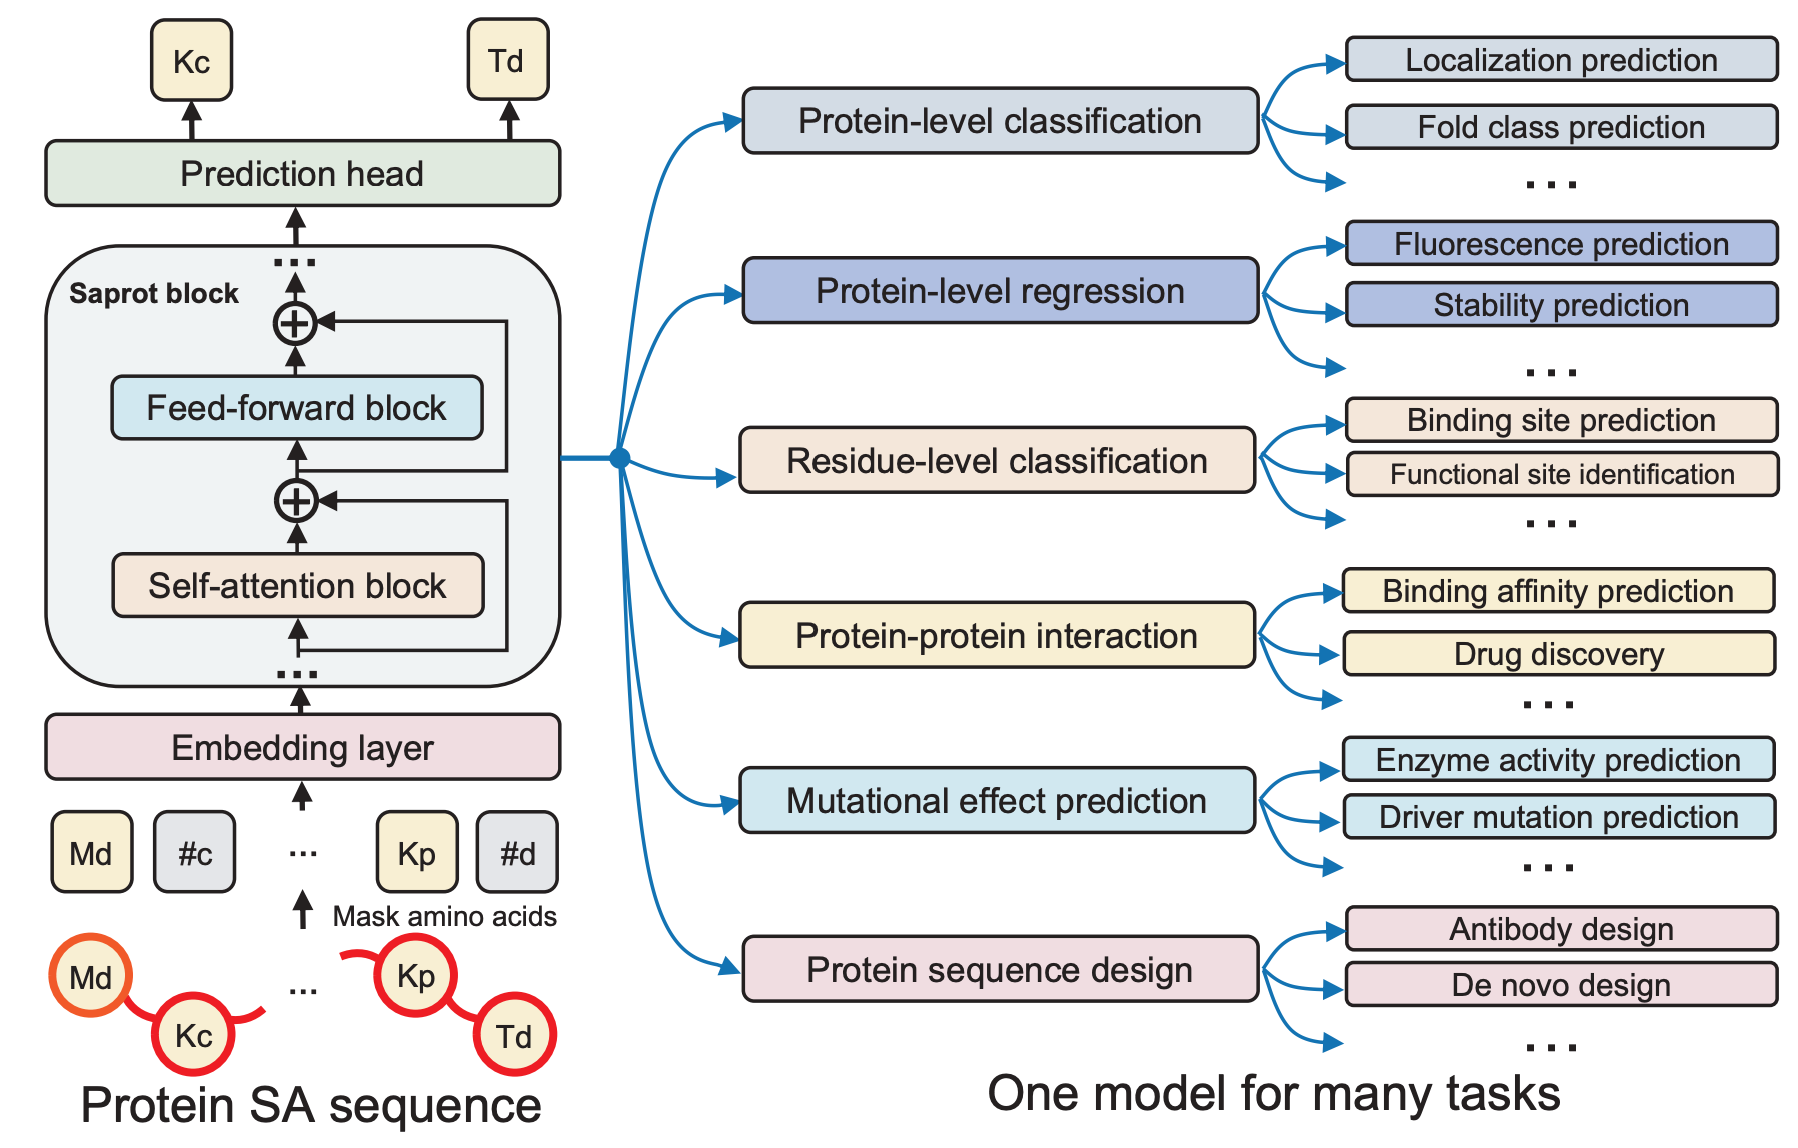 Kc
Td
Prediction head
...
Saprot block
Feed-forward block
Self-attention block
...
Embedding layer
Md
#c
...
Kp
#d
Mask amino acids
Md
Kc
...
Kp
Td
Protein SA sequence
Protein-level classification
Localization prediction
Fold class prediction
...
Protein-level regression
Fluorescence prediction
Stability prediction
...
Residue-level classification
Binding site prediction
Functional site identification
...
Protein-protein interaction
Binding affinity prediction
Drug discovery
...
Mutational effect prediction
Enzyme activity prediction
Driver mutation prediction
...
Protein sequence design
Antibody design
De novo design
...
One model for many tasks